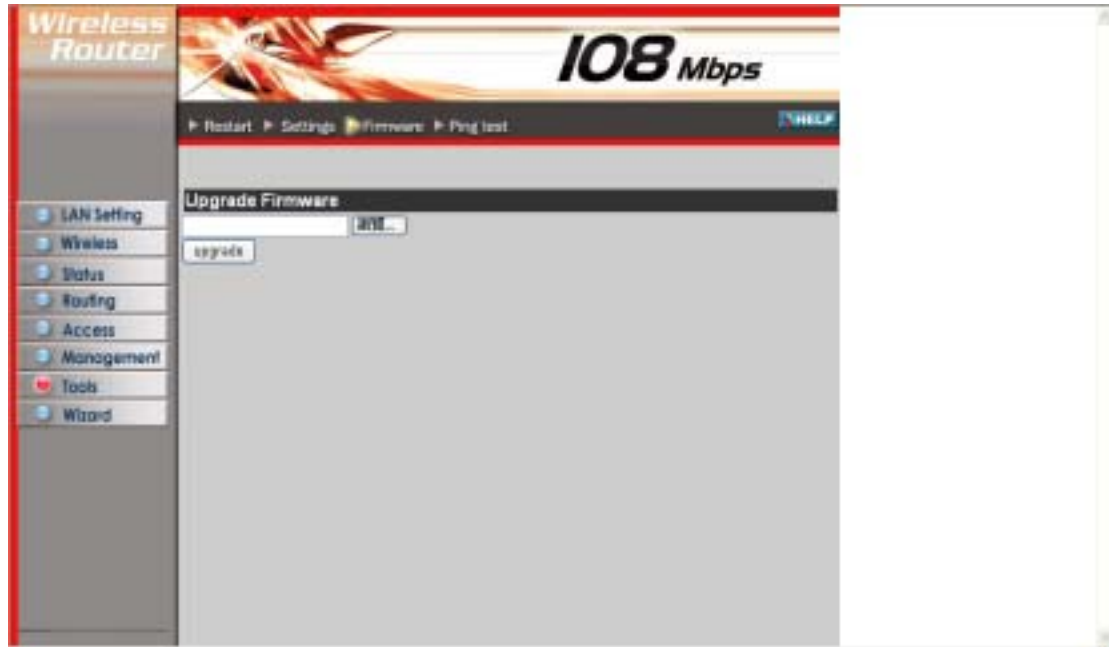 Wireless
Router
108 Mbps
Restart Settings Firmware Ping test
HELP
Upgrade Firmware
upgrade
LAN Setting
Wireless
Status
Routing
Access
Management
Tools
Wizard